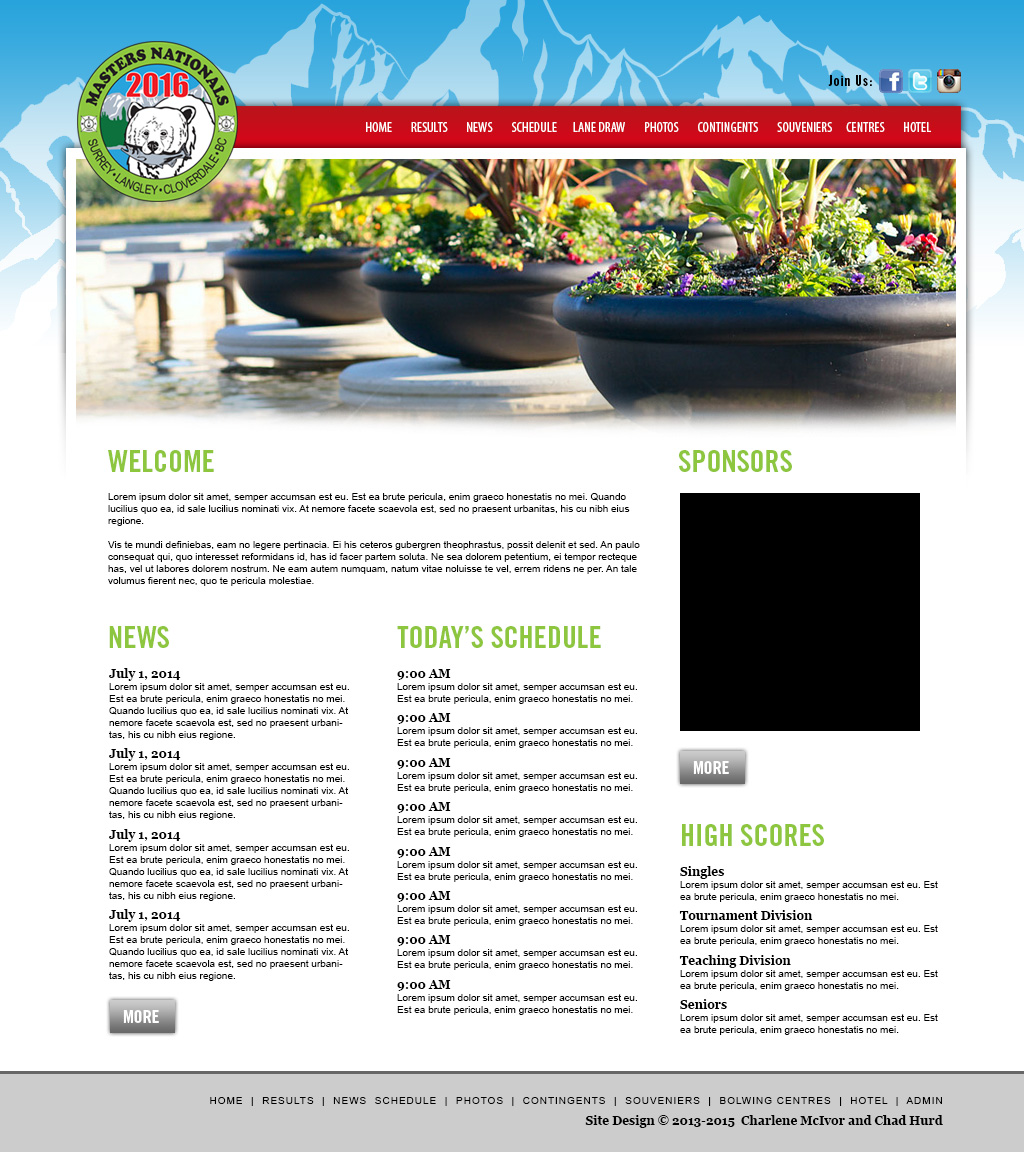 MASTERS NATIONALS
2016
SURREY • LANGLEY • CLOVERDALE • BC
Join Us:
HOME RESULTS NEWS SCHEDULE LANE DRAW PHOTOS CONTINGENTS SOUVENIERS CENTRES HOTEL
WELCOME
Lorem ipsum dolor sit amet, semper accumsan est eu. Est ea brute pericula, enim graeco honestatis no mei. Quando
lucilius quo ea, id sale lucilius nominati vix. At nemore facete scaevola est, sed no praesent urbanitas, his cu nibh eius
regione.
Vis te mundi definiebas, eam no legere pertinacia. Ei his ceteros gubergren theophrastus, possit delenit et sed. An paulo
consequat qui, quo interesset reformidans id, has id facer partem soluta. Ne sea dolorem petentium, ei tempor recteque
has, vel ut labores dolorem nostrum. Ne eam autem numquam, natum vitae noluisse te vel, errem ridens ne per. An tale
volumus fierent nec, quo te pericula molestiae.
NEWS
July 1, 2014
Lorem ipsum dolor sit amet, semper accumsan est eu.
Est ea brute pericula, enim graeco honestatis no mei.
Quando lucilius quo ea, id sale lucilius nominati vix. At
nemore facete scaevola est, sed no praesent urbani-
tas, his cu nibh eius regione.
July 1, 2014
Lorem ipsum dolor sit amet, semper accumsan est eu.
Est ea brute pericula, enim graeco honestatis no mei.
Quando lucilius quo ea, id sale lucilius nominati vix. At
nemore facete scaevola est, sed no praesent urbani-
tas, his cu nibh eius regione.
July 1, 2014
Lorem ipsum dolor sit amet, semper accumsan est eu.
Est ea brute pericula, enim graeco honestatis no mei.
Quando lucilius quo ea, id sale lucilius nominati vix. At
nemore facete scaevola est, sed no praesent urbani-
tas, his cu nibh eius regione.
July 1, 2014
Lorem ipsum dolor sit amet, semper accumsan est eu.
Est ea brute pericula, enim graeco honestatis no mei.
Quando lucilius quo ea, id sale lucilius nominati vix. At
nemore facete scaevola est, sed no praesent urbani-
tas, his cu nibh eius regione.
MORE
TODAY'S SCHEDULE
9:00 AM
Lorem ipsum dolor sit amet, semper accumsan est eu.
Est ea brute pericula, enim graeco honestatis no mei.
9:00 AM
Lorem ipsum dolor sit amet, semper accumsan est eu.
Est ea brute pericula, enim graeco honestatis no mei.
9:00 AM
Lorem ipsum dolor sit amet, semper accumsan est eu.
Est ea brute pericula, enim graeco honestatis no mei.
9:00 AM
Lorem ipsum dolor sit amet, semper accumsan est eu.
Est ea brute pericula, enim graeco honestatis no mei.
9:00 AM
Lorem ipsum dolor sit amet, semper accumsan est eu.
Est ea brute pericula, enim graeco honestatis no mei.
9:00 AM
Lorem ipsum dolor sit amet, semper accumsan est eu.
Est ea brute pericula, enim graeco honestatis no mei.
9:00 AM
Lorem ipsum dolor sit amet, semper accumsan est eu.
Est ea brute pericula, enim graeco honestatis no mei.
9:00 AM
Lorem ipsum dolor sit amet, semper accumsan est eu.
Est ea brute pericula, enim graeco honestatis no mei.
SPONSORS
MORE
HIGH SCORES
Singles
Lorem ipsum dolor sit amet, semper accumsan est eu. Est
ea brute pericula, enim graeco honestatis no mei.
Tournament Division
Lorem ipsum dolor sit amet, semper accumsan est eu. Est
ea brute pericula, enim graeco honestatis no mei.
Teaching Division
Lorem ipsum dolor sit amet, semper accumsan est eu. Est
ea brute pericula, enim graeco honestatis no mei.
Seniors
Lorem ipsum dolor sit amet, semper accumsan est eu. Est
ea brute pericula, enim graeco honestatis no mei.
HOME | RESULTS | NEWS SCHEDULE | PHOTOS | CONTINGENTS | SOUVENIERS | BOLWING CENTRES | HOTEL | ADMIN
Site Design © 2013-2015 Charlene McIvor and Chad Hurd